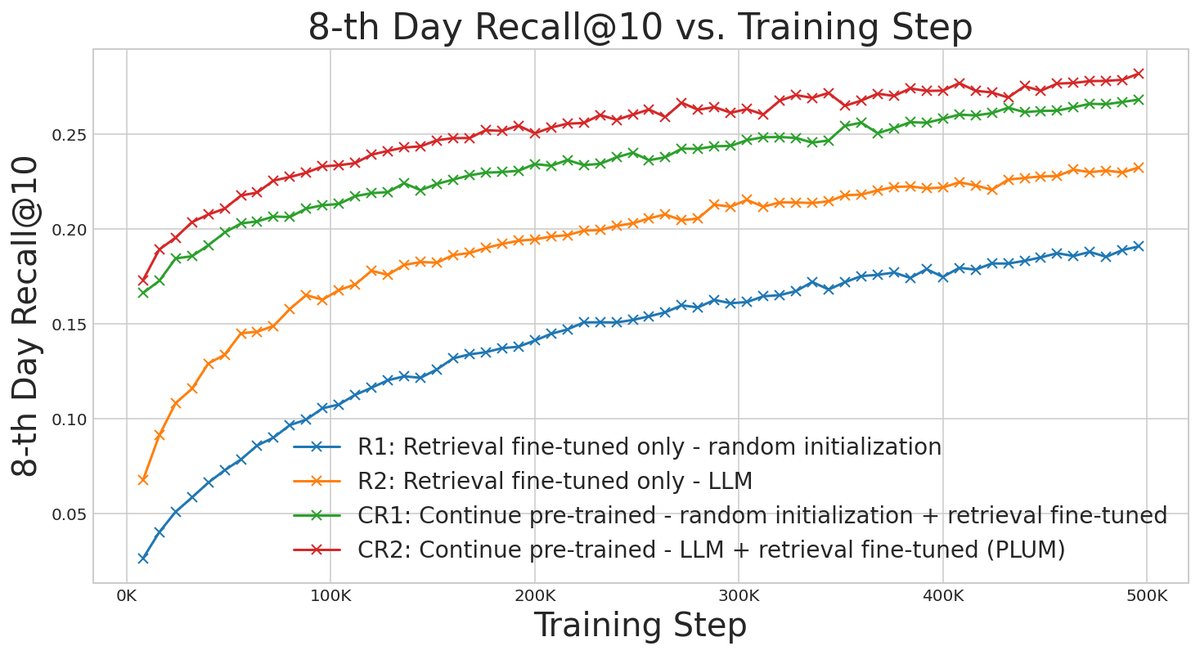 8-th Day Recall@10 vs. Training Step
8-th Day Recall@10
0.25
0.20
0.15
0.10
0.05
R1: Retrieval fine-tuned only - random initialization
R2: Retrieval fine-tuned only - LLM
CR1: Continue pre-trained - random initialization + retrieval fine-tuned
CR2: Continue pre-trained - LLM + retrieval fine-tuned (PLUM)
0K 100K 200K 300K 400K 500K
Training Step